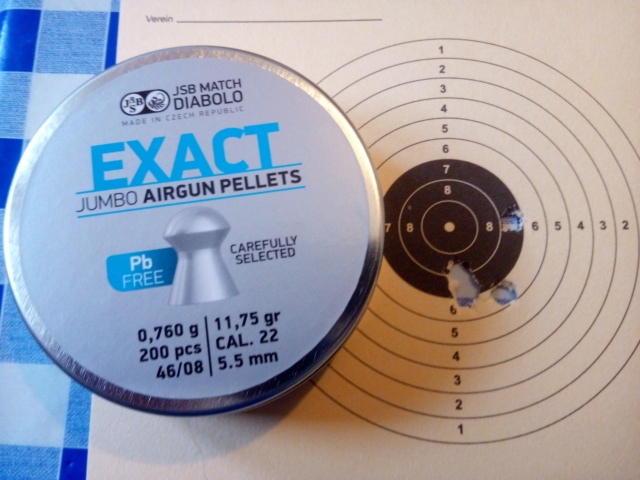 Verein
JSB
JSB MATCH
DIABOLO
MADE IN CZECH REPUBLIC
EXACT
JUMBO AIRGUN PELLETS
Pb
FREE
CAREFULLY
SELECTED
0,760 g
200 pcs
46/08
11,75 gr
CAL. 22
5.5 mm
1
2
3
4
5
6
7
8
7 8 8 6 5 4 3 2
6
5
4
3
2
1